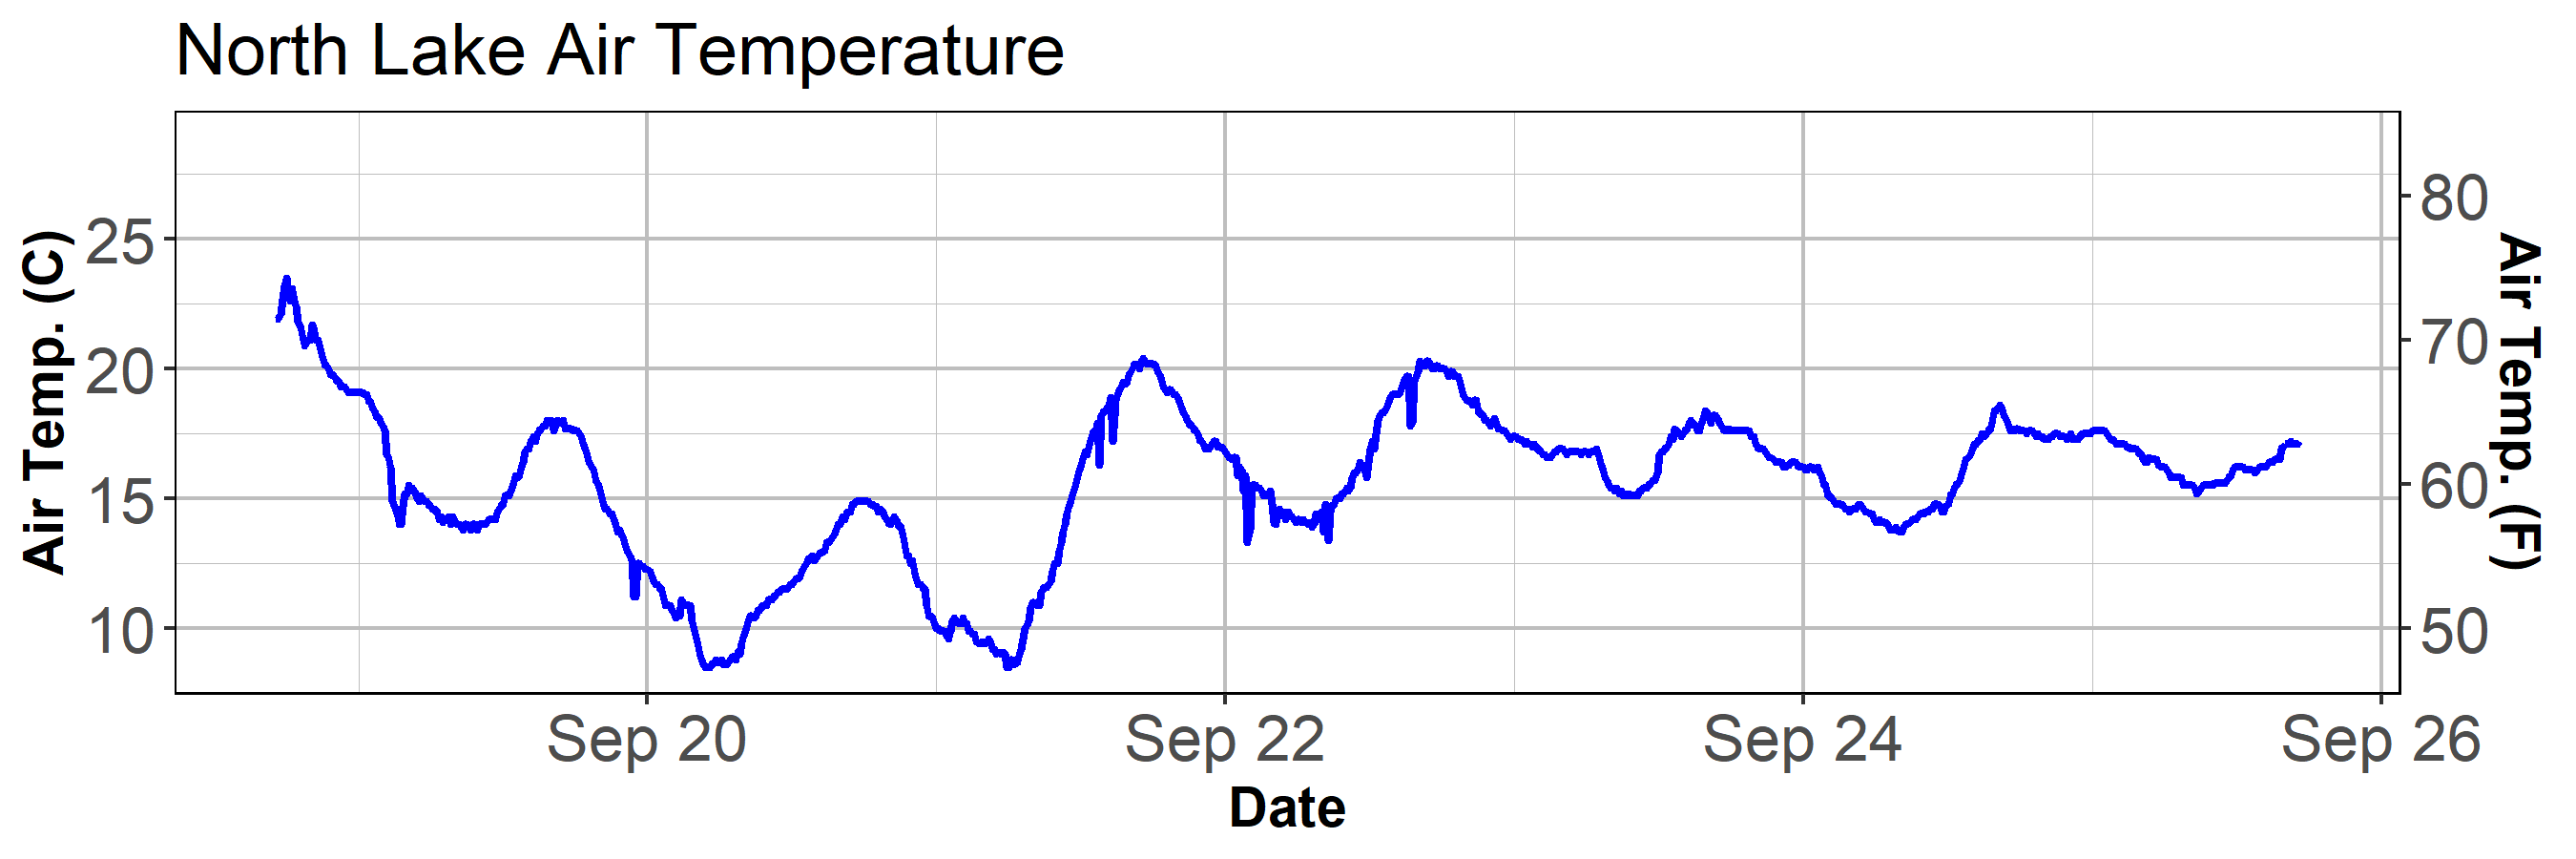 North Lake Air Temperature
Air Temp. (C)
25
20
15
10
80
70
60
50
Air Temp. (F)
Sep 20 Sep 22 Sep 24 Sep 26
Date